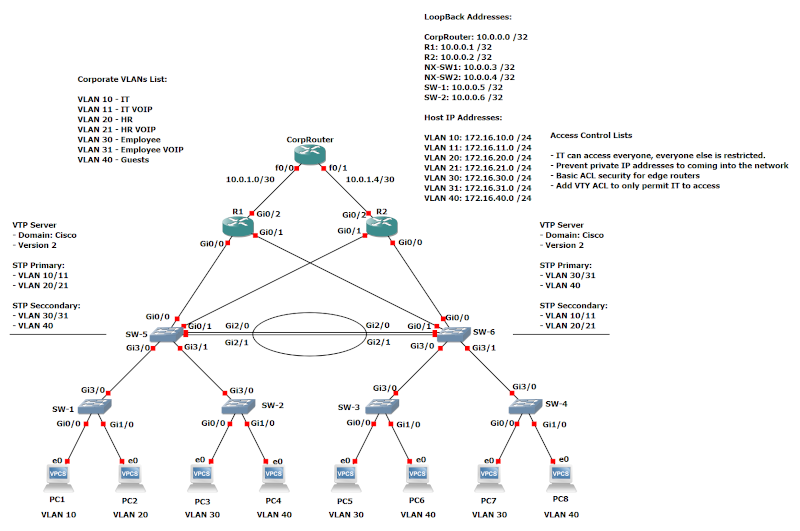 LoopBack Addresses:
CorpRouter: 10.0.0.0 /32
R1: 10.0.0.1 /32
R2: 10.0.0.2 /32
NX-SW1: 10.0.0.3 /32
NX-SW2: 10.0.0.4 /32
SW-1: 10.0.0.5 /32
SW-2: 10.0.0.6 /32
Corporate VLANs List:
VLAN 10 - IT
VLAN 11 - IT VOIP
VLAN 20 - HR
VLAN 21 - HR VOIP
VLAN 30 - Employee
VLAN 31 - Employee VOIP
VLAN 40 - Guests
Host IP Addresses:
VLAN 10: 172.16.10.0 /24
VLAN 11: 172.16.11.0 /24
VLAN 20: 172.16.20.0 /24
VLAN 21: 172.16.21.0 /24
VLAN 30: 172.16.30.0 /24
VLAN 31: 172.16.31.0 /24
VLAN 40: 172.16.40.0 /24
Access Control Lists
- IT can access everyone, everyone else is restricted.
- Prevent private IP addresses to coming into the network
- Basic ACL security for edge routers
- Add VTY ACL to only permit IT to access
CorpRouter
f0/0
f0/1
10.0.1.0/30
10.0.1.4/30
R1
Gi0/2
Gi0/1
Gi0/0
R2
Gi0/2
Gi0/1
Gi0/0
VTP Server
- Domain: Cisco
- Version 2
STP Primary:
- VLAN 10/11
- VLAN 20/21
STP Seccondary:
- VLAN 30/31
- VLAN 40
VTP Server
- Domain: Cisco
- Version 2
STP Primary:
- VLAN 30/31
- VLAN 40
STP Seccondary:
- VLAN 10/11
- VLAN 20/21
Gi0/0
SW-5
Gi0/1
Gi2/0
Gi2/1
Gi3/0
Gi3/1
Gi2/0
Gi2/1
Gi0/1
Gi0/0
SW-6
Gi3/0
Gi3/1
Gi3/0
SW-1
Gi0/0
Gi1/0
Gi3/0
SW-2
Gi0/0
Gi1/0
Gi3/0
SW-3
Gi0/0
Gi1/0
Gi3/0
SW-4
Gi0/0
Gi1/0
e0
e0
e0
e0
e0
e0
e0
e0
VPCS
VPCS
VPCS
VPCS
VPCS
VPCS
VPCS
VPCS
PC1
PC2
PC3
PC4
PC5
PC6
PC7
PC8
VLAN 10
VLAN 20
VLAN 30
VLAN 40
VLAN 30
VLAN 40
VLAN 30
VLAN 40